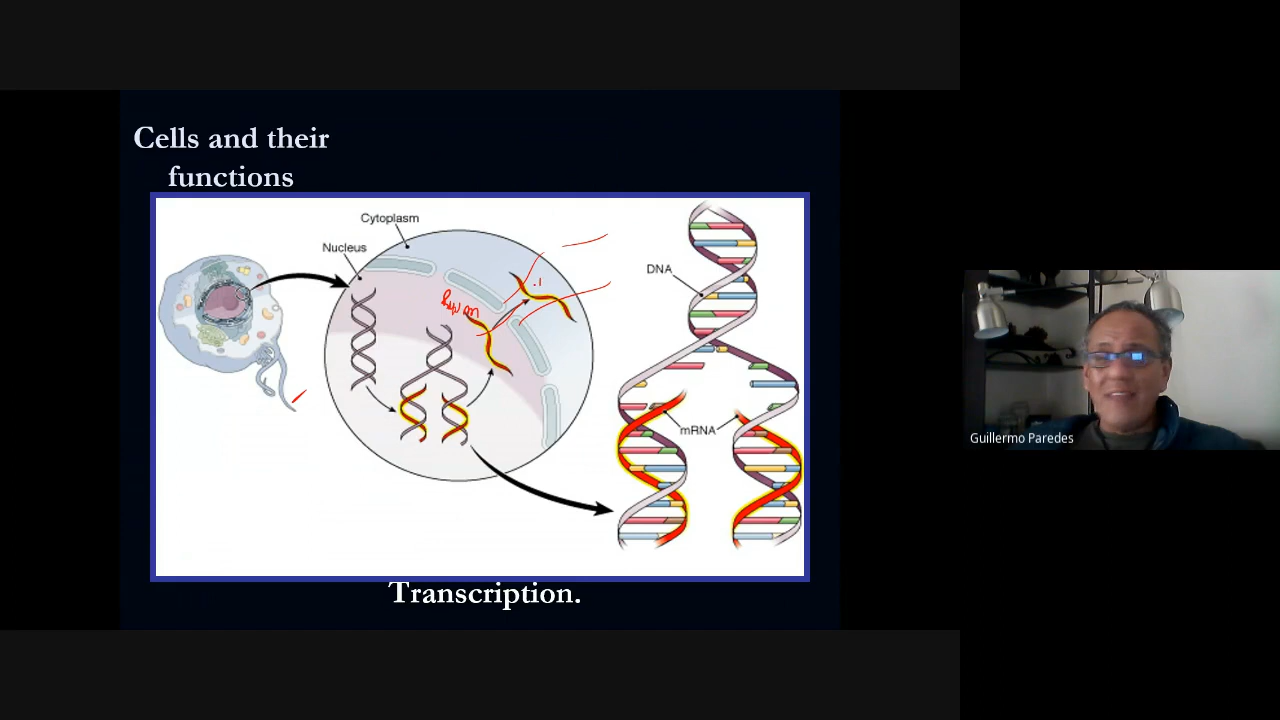 Cells and their
functions
Cytoplasm
Nucleus
DNA
mRNA
Transcription.
Guillermo Paredes